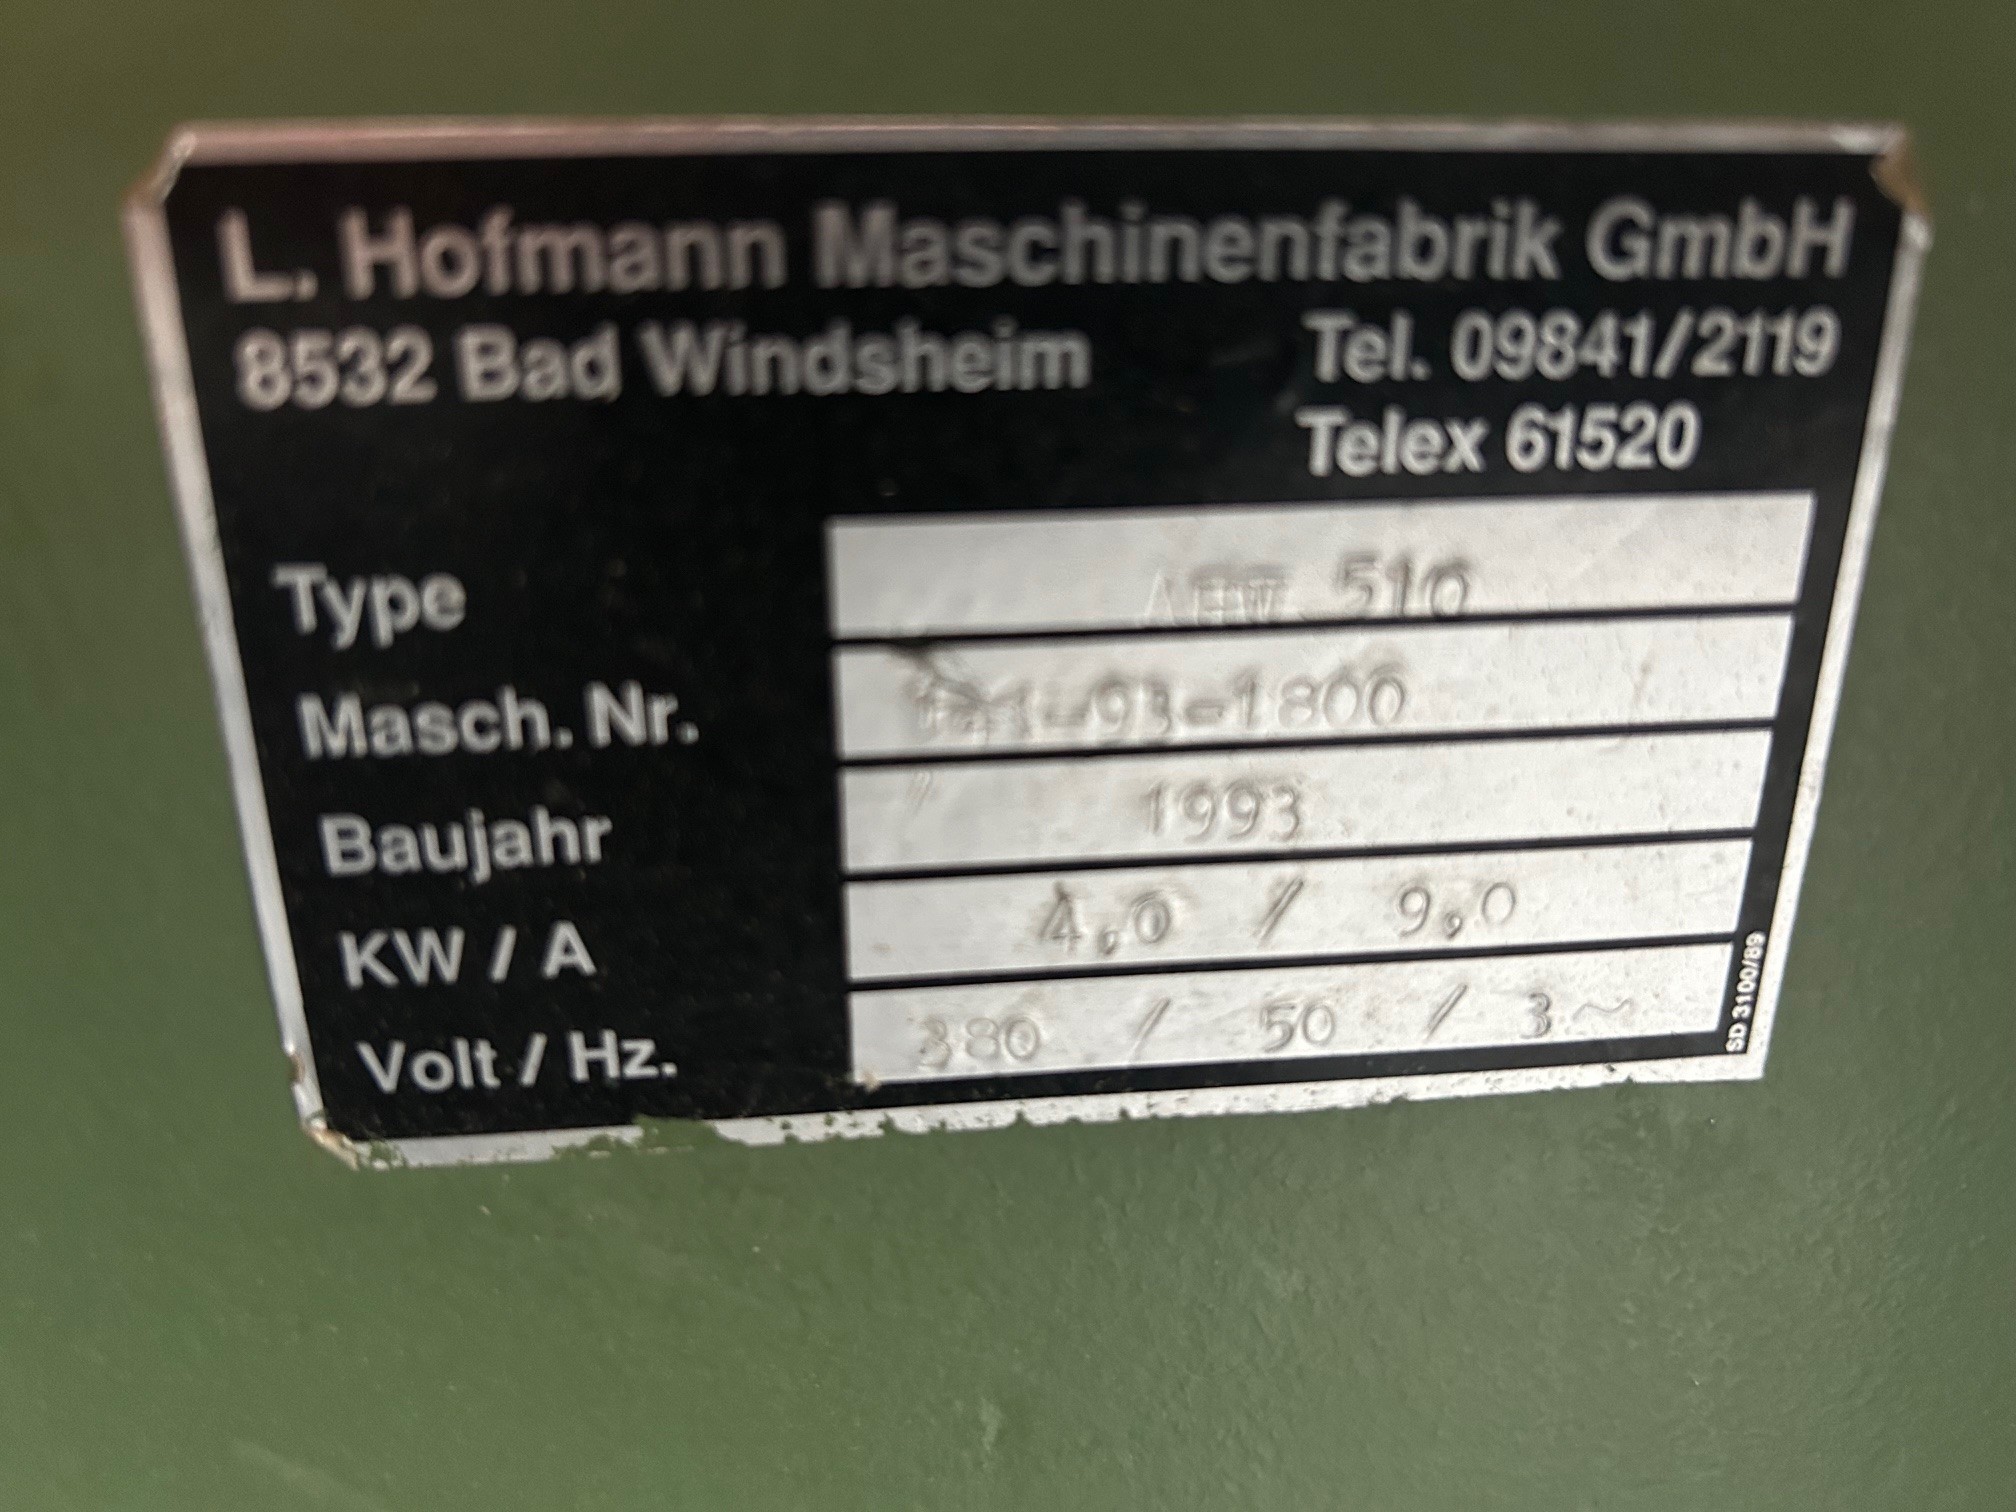 L. Hofmann Maschinenfabrik GmbH
8532 Bad Windsheim Tel. 09841/2119
Telex 61520
Type 510
Masch. Nr.
Baujahr 1993
KW / A 4,0 / 9,0
Volt / Hz. 380 / 50 / 3~
SD 3100/89